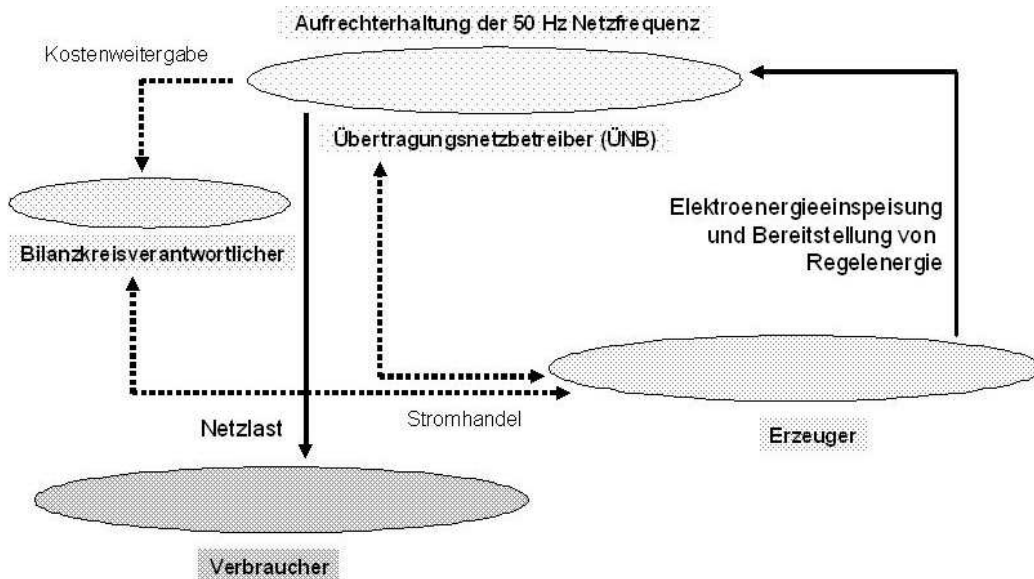 Aufrechterhaltung der 50 Hz Netzfrequenz
Kostenweitergabe
Übertragungsnetzbetreiber (ÜNB)
Elektroenergieeinspeisung
und Bereitstellung von
Regelenergie
Bilanzkreisverantwortlicher
Stromhandel
Netzlast
Erzeuger
Verbraucher